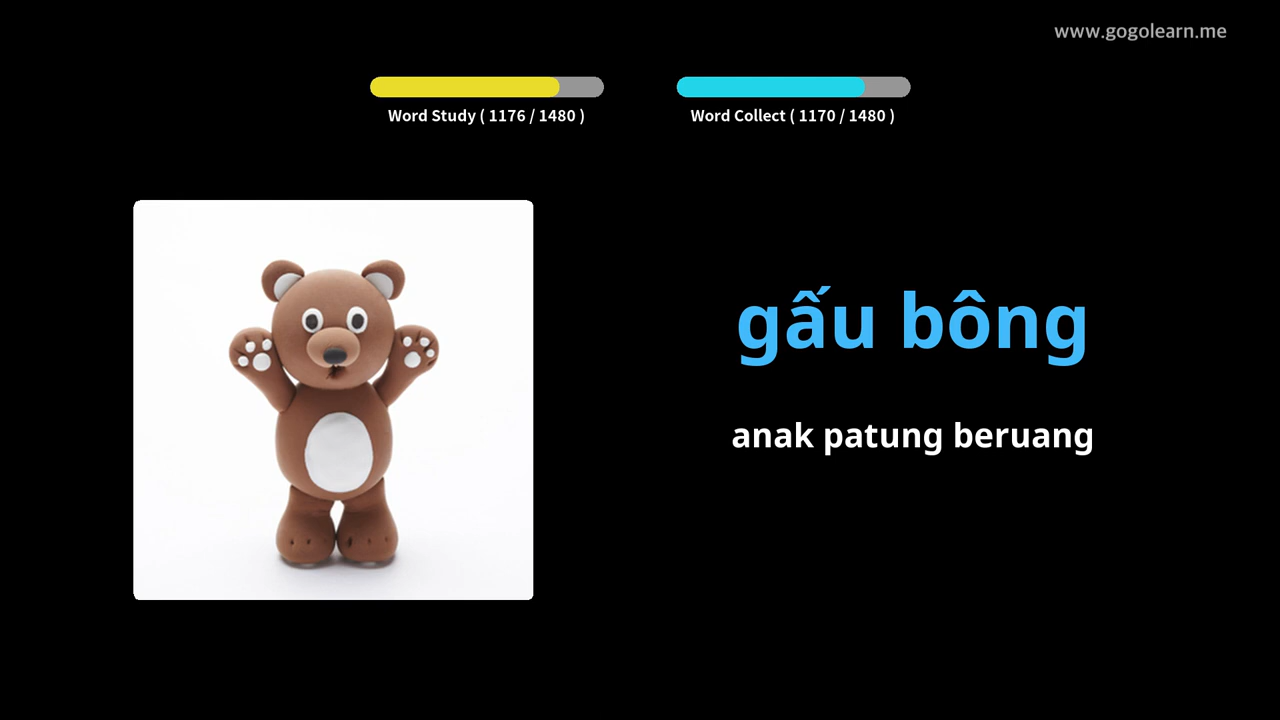 www.gogolearn.me
Word Study ( 1176 / 1480 )
Word Collect ( 1170 / 1480 )
gấu bông
anak patung beruang